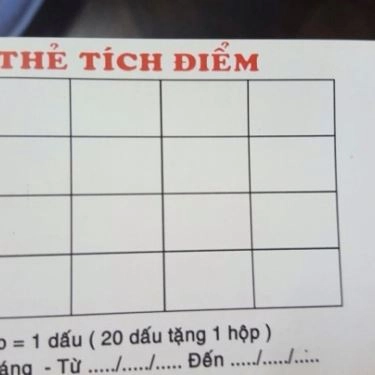 THẺ TÍCH ĐIỂM
= 1 dấu ( 20 dấu tặng 1 hộp )
- Từ ...../...../..... Đến ...../...../.....